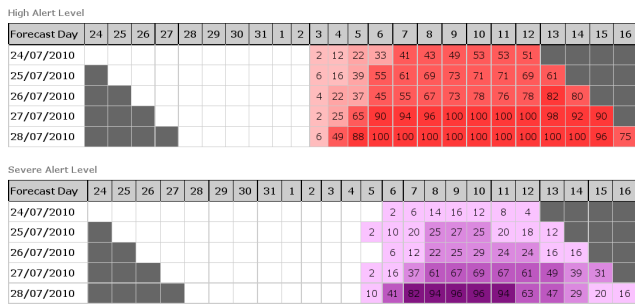 High Alert Level
Forecast Day 24 25 26 27 28 29 30 31 1 2 3 4 5 6 7 8 9 10 11 12 13 14 15 16
24/07/2010 2 12 22 33 41 43 49 53 53 51
25/07/2010 6 16 39 55 61 69 73 71 71 69 61
26/07/2010 4 22 37 45 55 67 73 78 76 78 82 80
27/07/2010 2 25 65 90 94 96 100 100 100 100 98 92 90
28/07/2010 6 49 88 100 100 100 100 100 100 100 100 100 96 75
Severe Alert Level
Forecast Day 24 25 26 27 28 29 30 31 1 2 3 4 5 6 7 8 9 10 11 12 13 14 15 16
24/07/2010 2 6 14 16 12 8 4
25/07/2010 2 10 20 25 27 25 20 18 12
26/07/2010 6 12 22 25 29 24 24 16 16
27/07/2010 2 16 37 61 67 69 67 61 49 39 31
28/07/2010 10 41 82 94 96 96 94 63 47 29 20 16